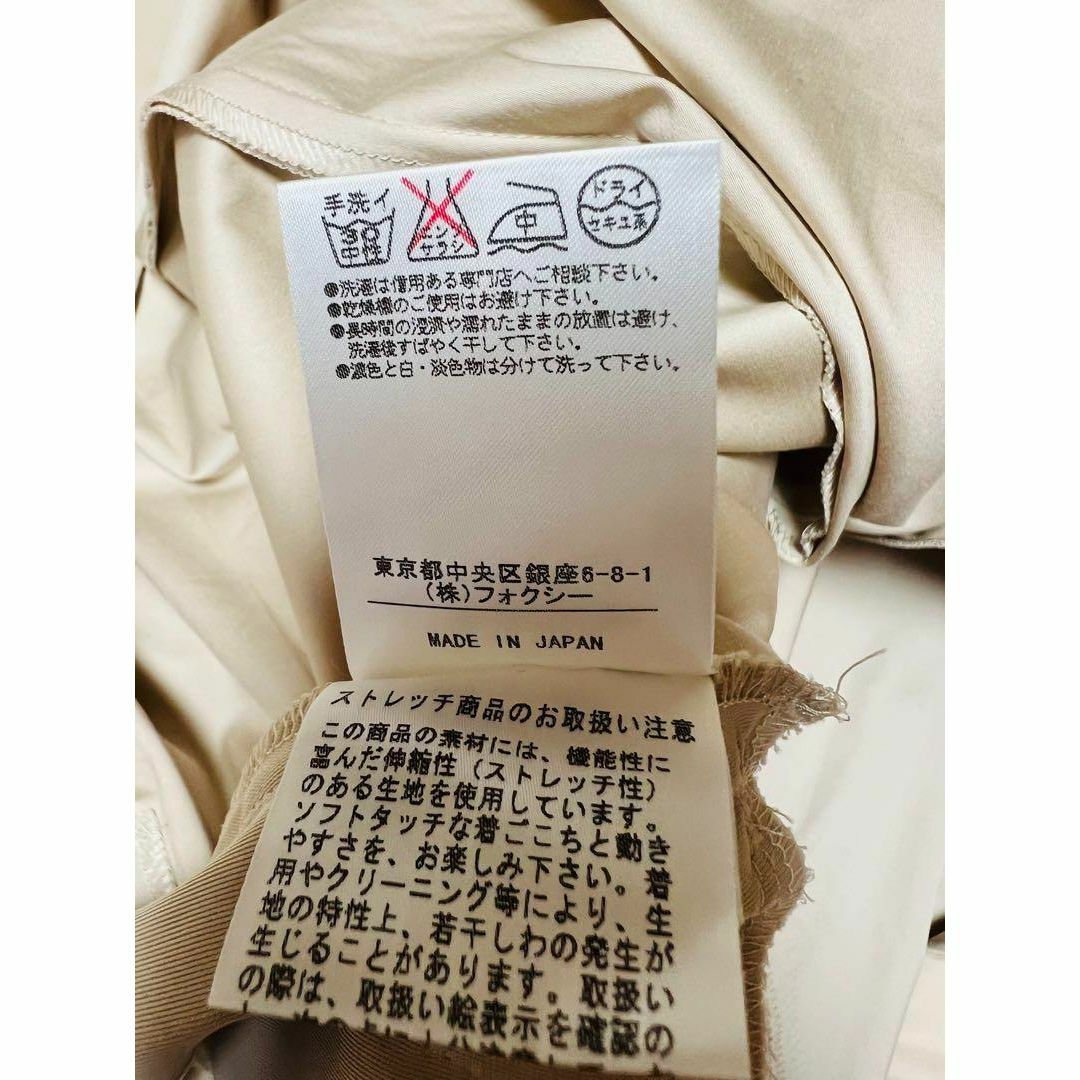 手洗イ
30
中性
エンソ
サラシ
中
ドライ
セキユ系
●洗濯は信用ある専門店へご相談下さい。
●乾燥機のご使用はお避け下さい。
●長時間の浸漬や濡れたままの放置は避け、
洗濯後すばやく干して下さい。
●濃色と白・淡色物は分けて洗って下さい。
東京都中央区銀座6-8-1
(株)フォクシー
MADE IN JAPAN
ストレッチ商品のお取扱い注意
この商品の素材には、機能性に
富んだ伸縮性(ストレッチ性)
のある生地を使用しています。
ソフトタッチな着ごこちと動き
やすさを、お楽しみ下さい。着
用やクリーニング等により、生
地の特性上、若干しわの発生が
生じることがあります。取扱い
の際は、取扱い絵表示を確認の